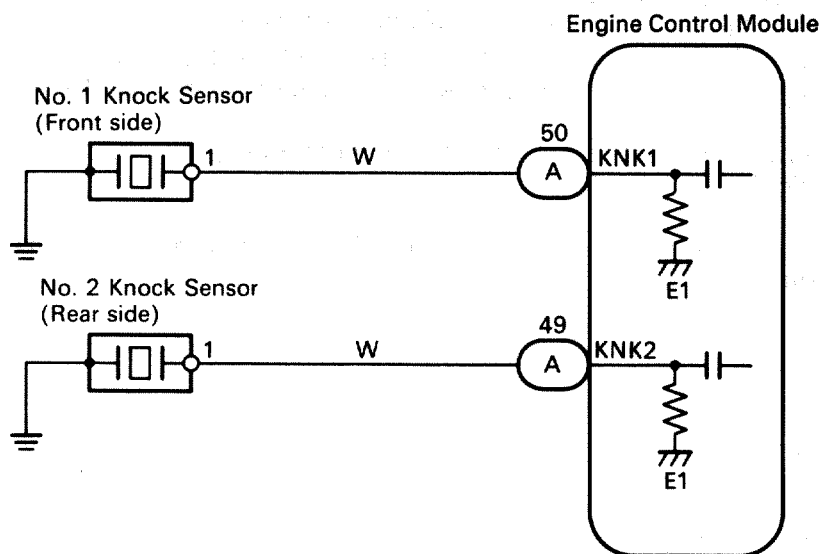 Engine Control Module
No. 1 Knock Sensor
(Front side)
1
W
50
A
KNK1
E1
No. 2 Knock Sensor
(Rear side)
1
W
49
A
KNK2
E1